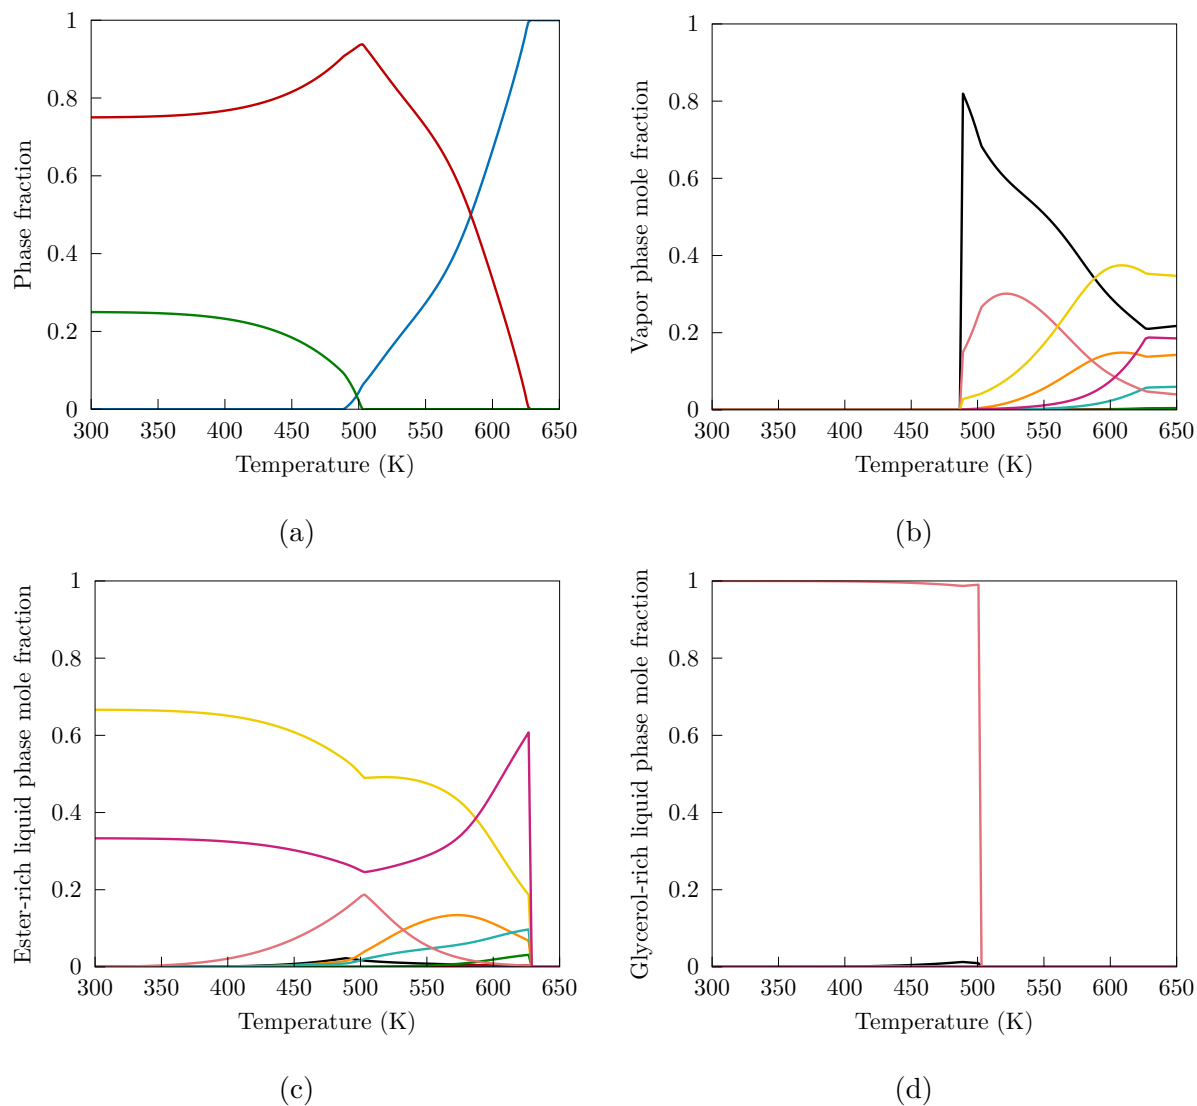 Phase fraction
1
0.8
0.6
0.4
0.2
0
300 350 400 450 500 550 600 650
Temperature (K)
(a)
Vapor phase mole fraction
1
0.8
0.6
0.4
0.2
0
300 350 400 450 500 550 600 650
Temperature (K)
(b)
Ester-rich liquid phase mole fraction
1
0.8
0.6
0.4
0.2
0
300 350 400 450 500 550 600 650
Temperature (K)
(c)
Glycerol-rich liquid phase mole fraction
1
0.8
0.6
0.4
0.2
0
300 350 400 450 500 550 600 650
Temperature (K)
(d)